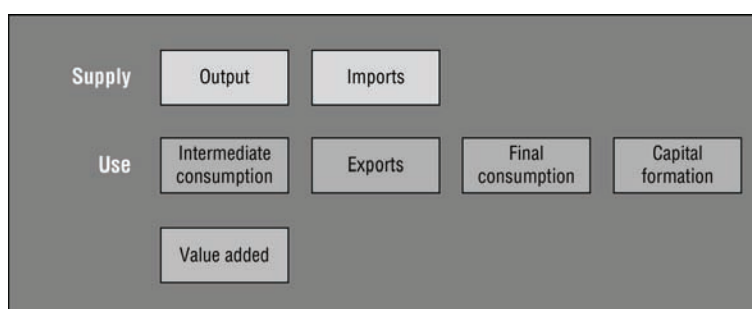 Supply
Output
Imports
Use
Intermediate
consumption
Exports
Final
consumption
Capital
formation
Value added